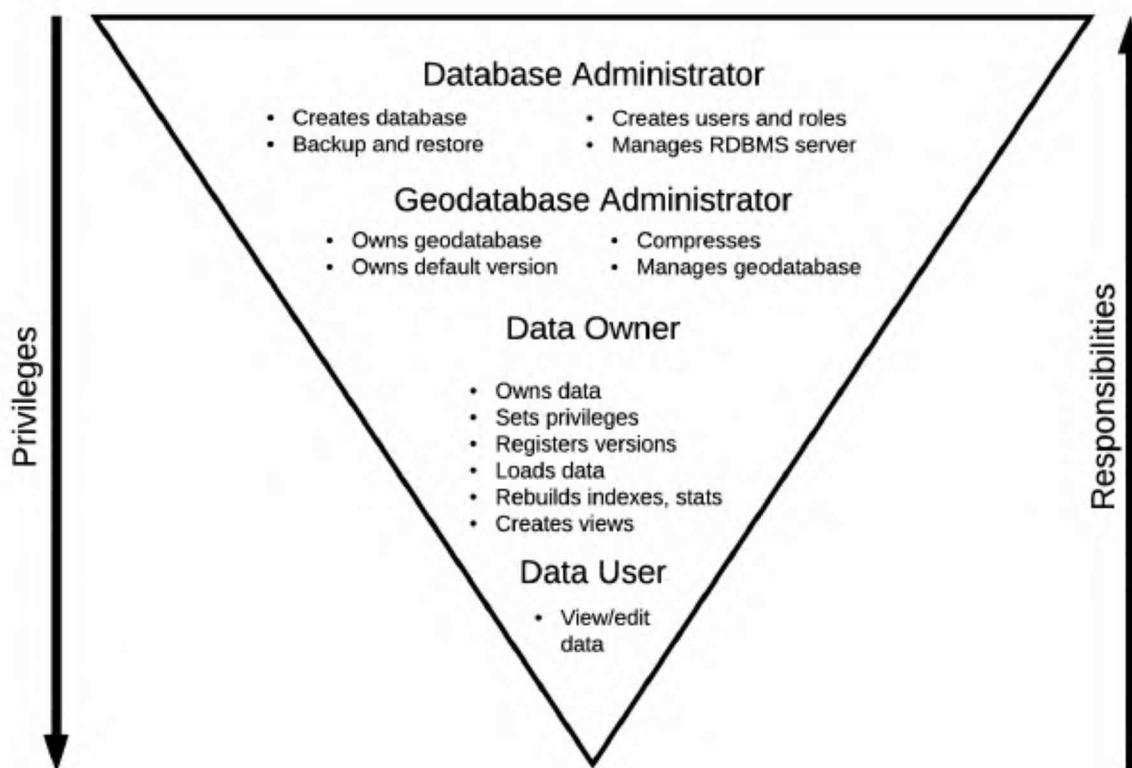 Database Administrator
• Creates database
• Backup and restore
• Creates users and roles
• Manages RDBMS server
Geodatabase Administrator
• Owns geodatabase
• Owns default version
• Compresses
• Manages geodatabase
Data Owner
• Owns data
• Sets privileges
• Registers versions
• Loads data
• Rebuilds indexes, stats
• Creates views
Data User
• View/edit
data
Privileges
Responsibilities